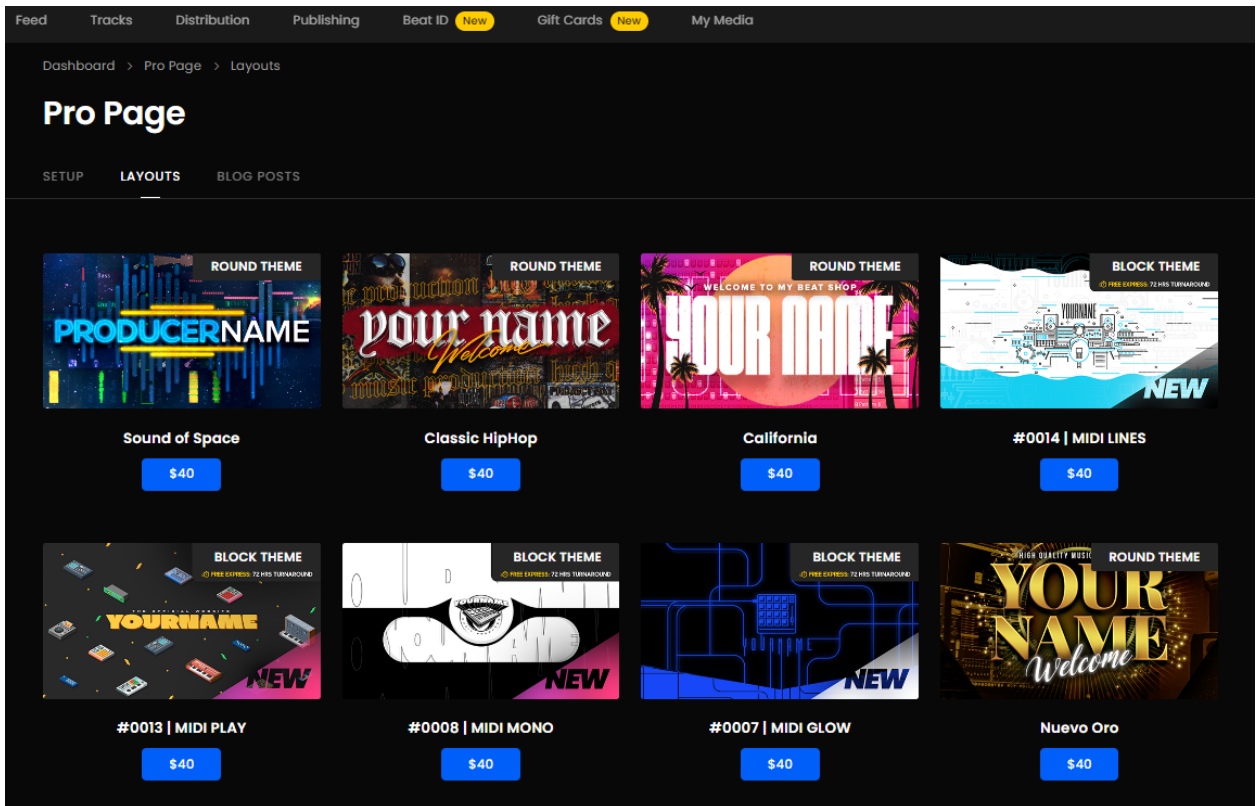 Feed Tracks Distribution Publishing Beat ID New Gift Cards New My Media
Dashboard > Pro Page > Layouts
Pro Page
SETUP LAYOUTS BLOG POSTS
ROUND THEME
PRODUCERNAME
Sound of Space
$40
ROUND THEME
your name
Welcome
Classic HipHop
$40
ROUND THEME
WELCOME TO MY BEAT SHOP
YOUR NAME
California
$40
BLOCK THEME
FREE EXPRESS: 72 HRS TURNAROUND
YOURNAME
NEW
#0014 | MIDI LINES
$40
BLOCK THEME
FREE EXPRESS: 72 HRS TURNAROUND
THE OFFICIAL WEBSITE
YOURNAME
NEW
#0013 | MIDI PLAY
$40
BLOCK THEME
FREE EXPRESS: 72 HRS TURNAROUND
NEW
#0008 | MIDI MONO
$40
BLOCK THEME
FREE EXPRESS: 72 HRS TURNAROUND
YOURNAME
NEW
#0007 | MIDI GLOW
$40
ROUND THEME
HIGH QUALITY MUSIC
YOUR
NAME
Welcome
Nuevo Oro
$40